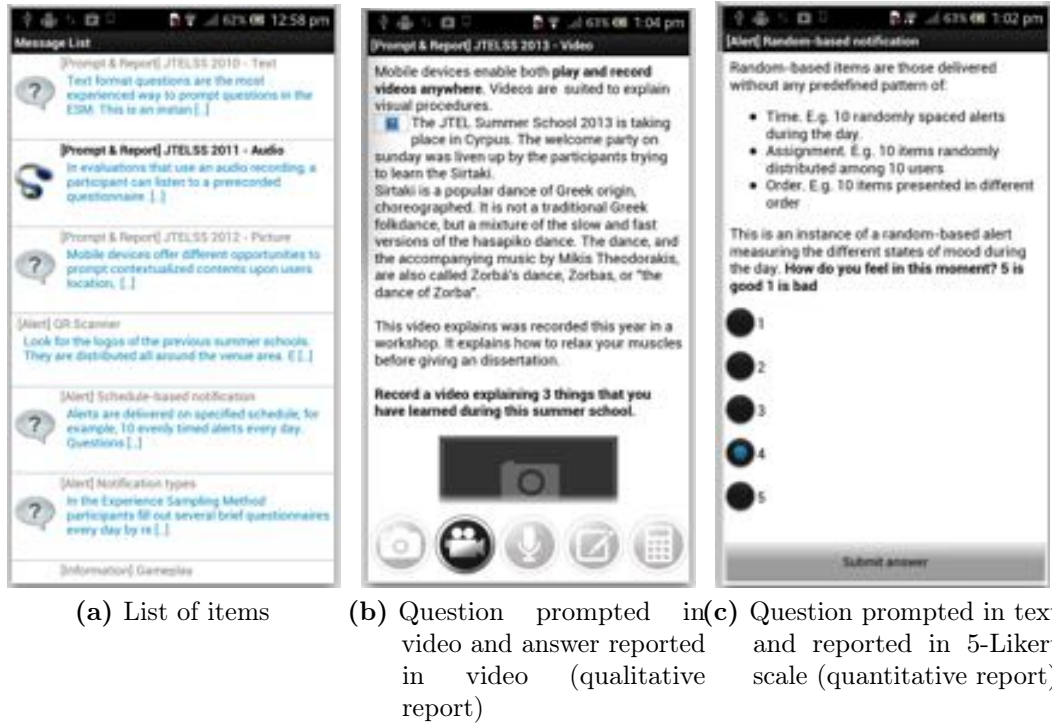 62% 12:58 pm
Message List
[Prompt & Report] JTELSS 2010 - Text
Text format questions are the most
experienced way to prompt questions in the
ESM. This is an instan [..]
[Prompt & Report] JTELSS 2011 - Audio
In evaluations that use an audio recording, a
participant can listen to a prerecorded
questionnaire. [..]
[Prompt & Report] JTELSS 2012 - Picture
Mobile devices offer different opportunities to
prompt contextualized contents upon users
location, [..]
[Alert] QR Scanner
Look for the logos of the previous summer schools.
They are distributed all around the venue area. E [..]
[Alert] Schedule-based notification
Alerts are delivered on specified schedule, for
example, 10 evenly timed alerts every day.
Questions [..]
[Alert] Notification types
In the Experience Sampling Method
participants fill out several brief questionnaires
every day by re [..]
[Information] Gameplay
(a) List of items
63% 1:04 pm
[Prompt & Report] JTELSS 2013 - Video
Mobile devices enable both play and record
videos anywhere. Videos are suited to explain
visual procedures.
The JTEL Summer School 2013 is taking
place in Cyrpus. The welcome party on
sunday was liven up by the participants trying
to learn the Sirtaki.
Sirtaki is a popular dance of Greek origin,
choreographed. It is not a traditional Greek
folkdance, but a mixture of the slow and fast
versions of the hasapiko dance. The dance, and
the accompanying music by Mikis Theodorakis,
are also called Zorbá's dance, Zorbas, or "the
dance of Zorba".
This video explains was recorded this year in a
workshop. It explains how to relax your muscles
before giving an dissertation.
Record a video explaining 3 things that you
have learned during this summer school.
(b) Question prompted in
video and answer reported
in video (qualitative
report)
63% 1:02 pm
[Alert] Random-based notification
Random-based items are those delivered
without any predefined pattern of:
• Time. E.g. 10 randomly spaced alerts
during the day.
• Assignment. E.g. 10 items randomly
distributed among 10 users
• Order. E.g. 10 items presented in different
order
This is an instance of a random-based alert
measuring the different states of mood during
the day. How do you feel in this moment? 5 is
good 1 is bad
1
2
3
4
5
Submit answer
(c) Question prompted in tex
and reported in 5-Liker
scale (quantitative report)